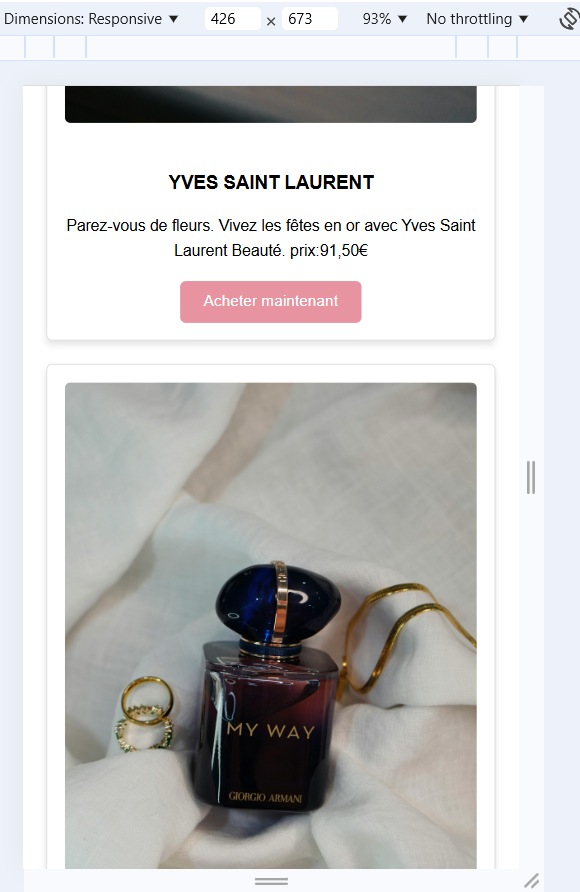 Dimensions: Responsive ▼ 426 × 673 93% ▼ No throttling ▼
YVES SAINT LAURENT
Parez-vous de fleurs. Vivez les fêtes en or avec Yves Saint
Laurent Beauté. prix:91,50€
Acheter maintenant
MY WAY
GIORGIO ARMANI